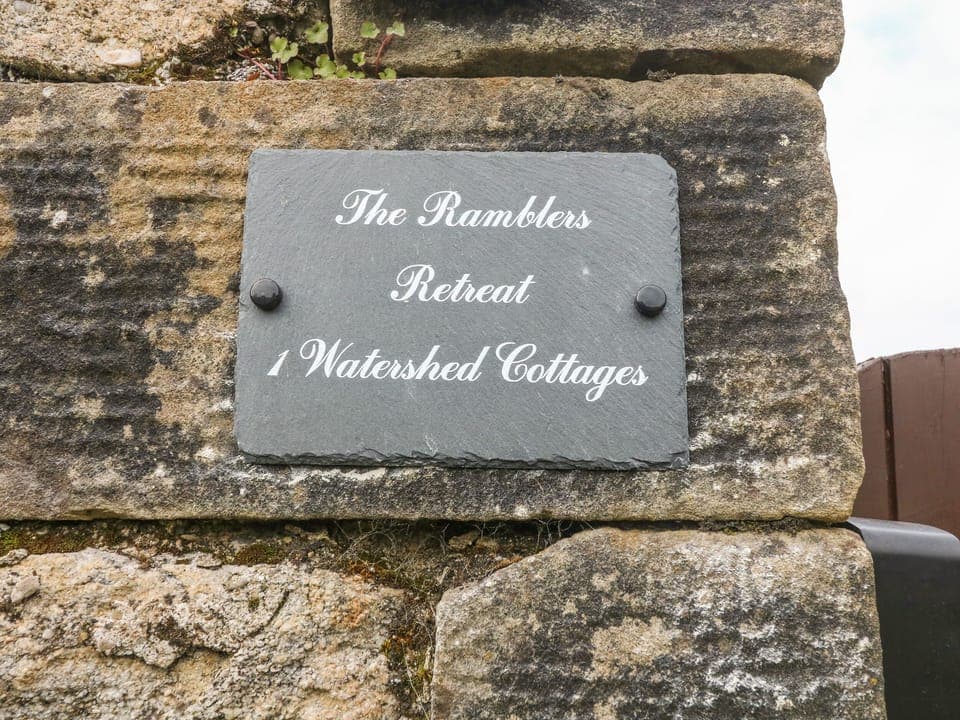 The Ramblers
Retreat
1 Watershed Cottages